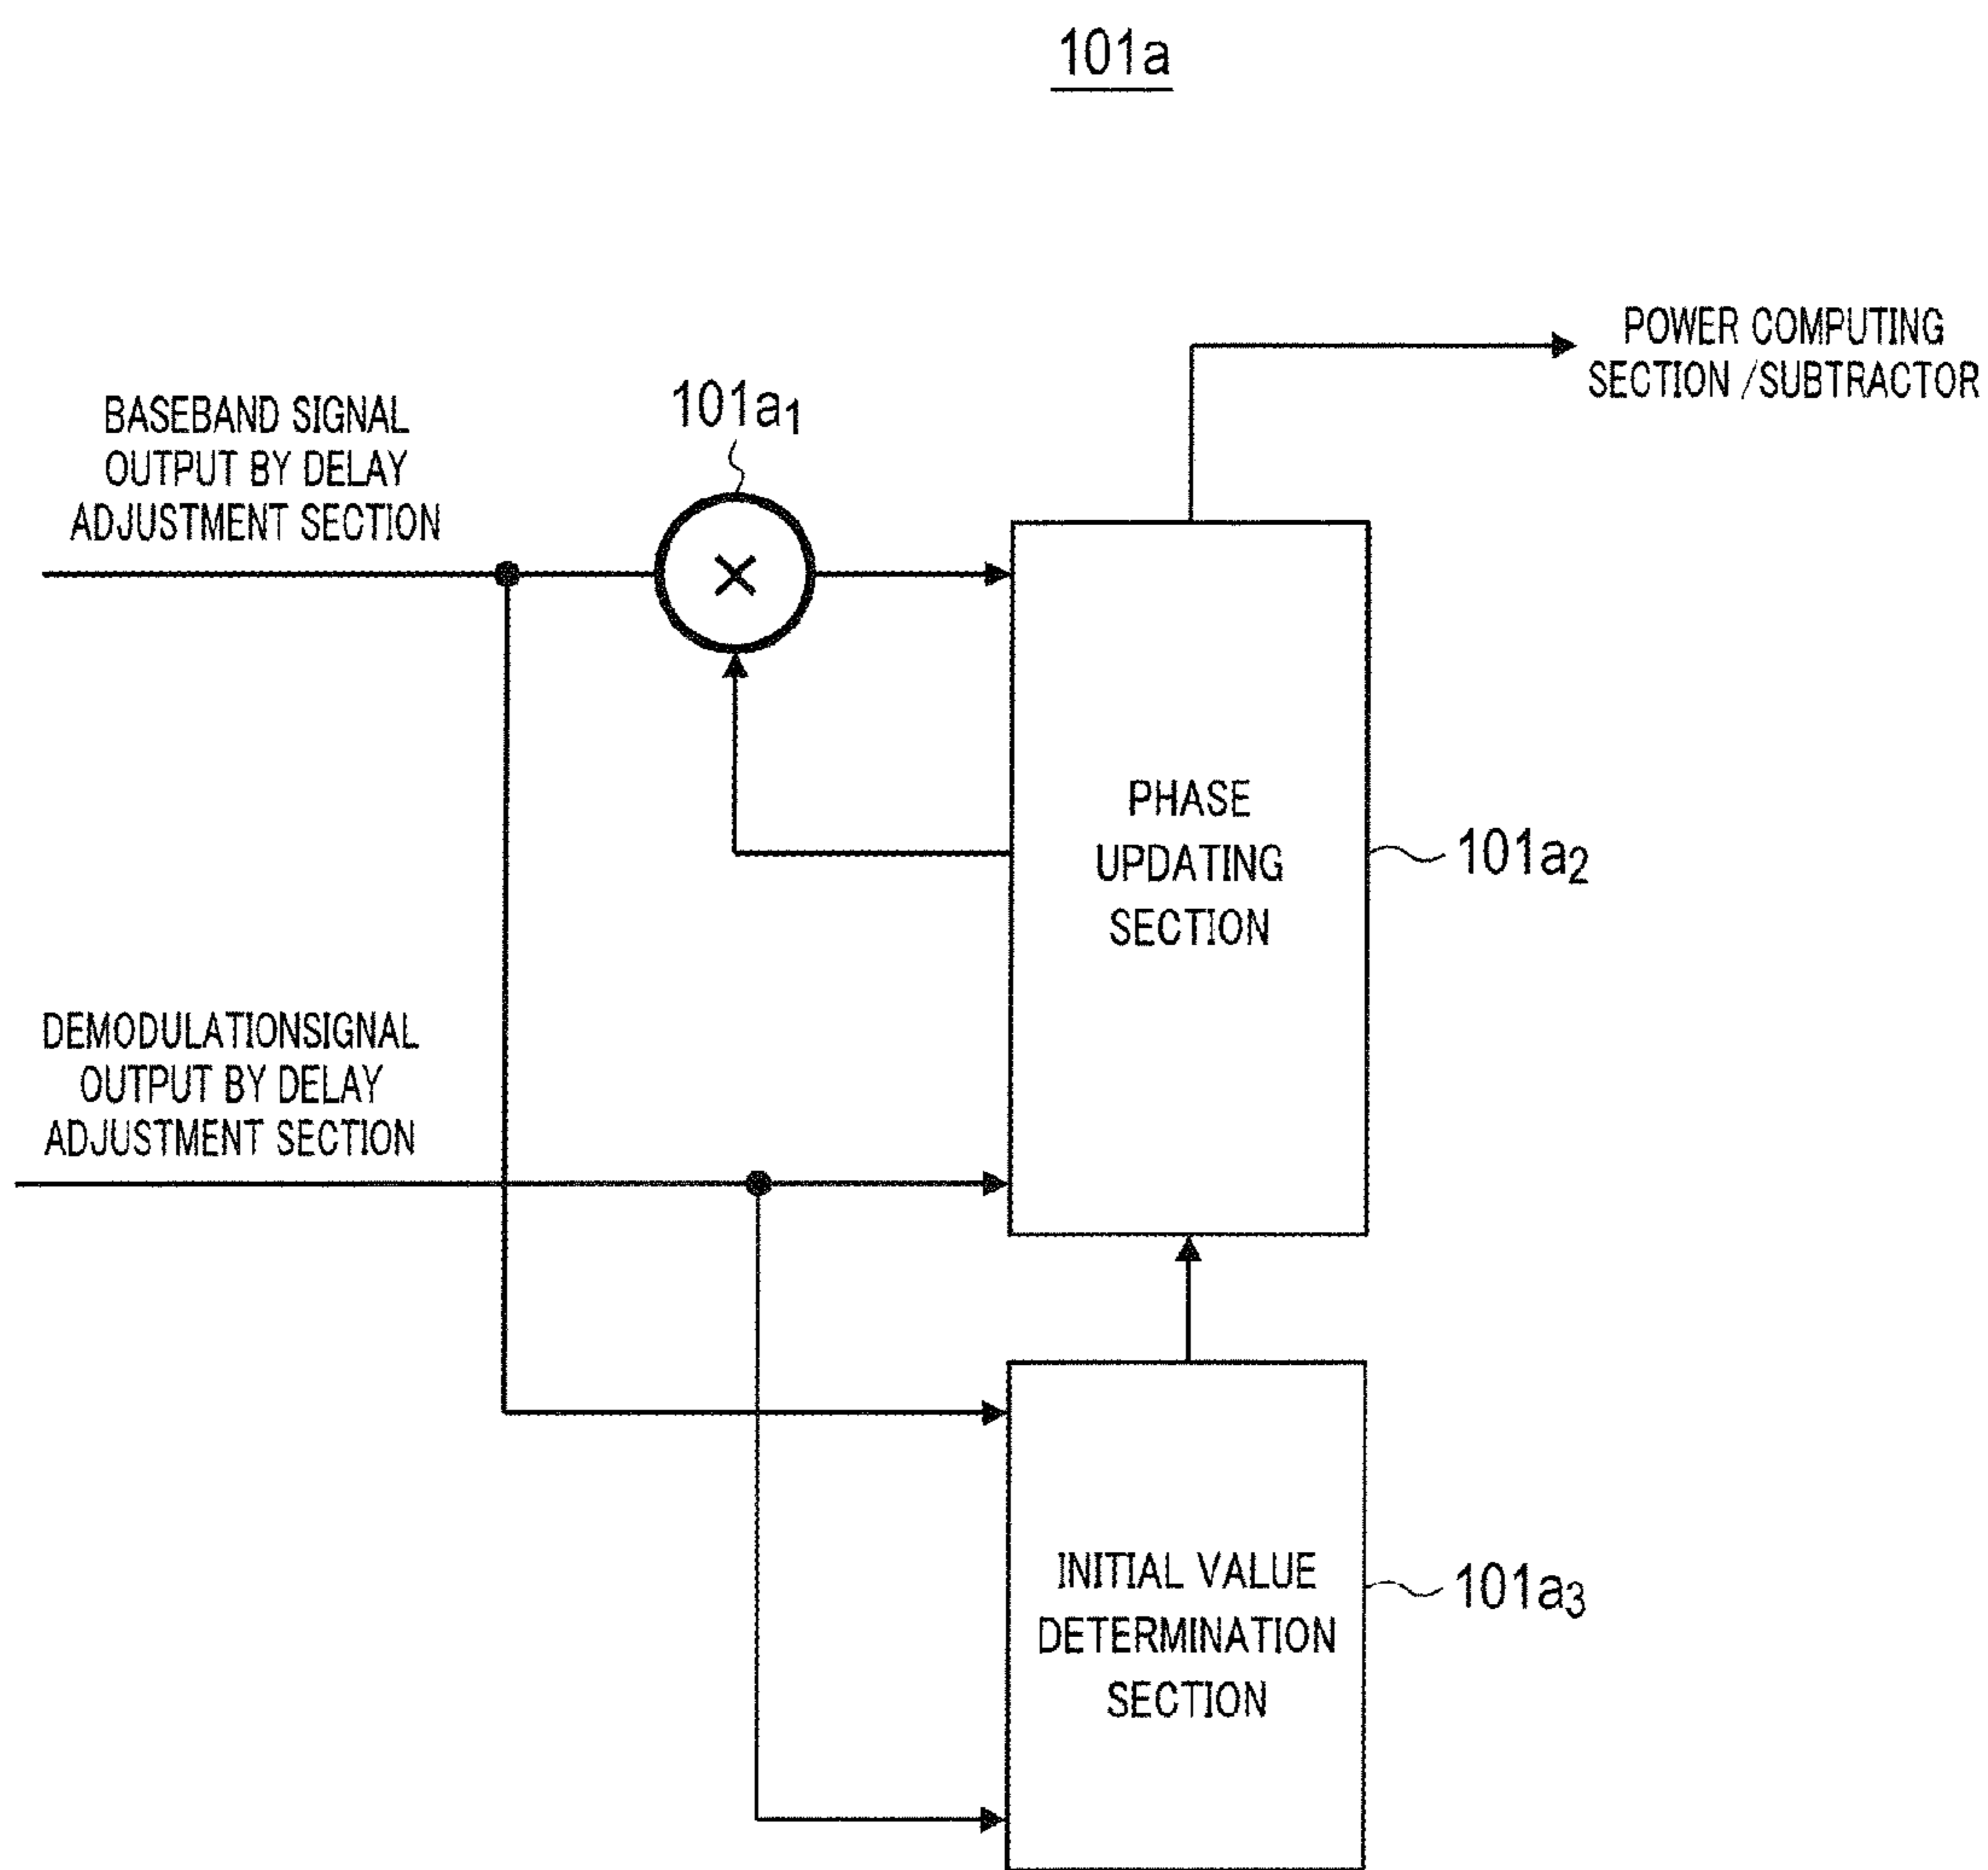 101a
POWER COMPUTING
SECTION /SUBTRACTOR
BASEBAND SIGNAL
OUTPUT BY DELAY
ADJUSTMENT SECTION
101a1
×
PHASE
UPDATING
SECTION
101a2
DEMODULATIONSIGNAL
OUTPUT BY DELAY
ADJUSTMENT SECTION
INITIAL VALUE
DETERMINATION
SECTION
101a3